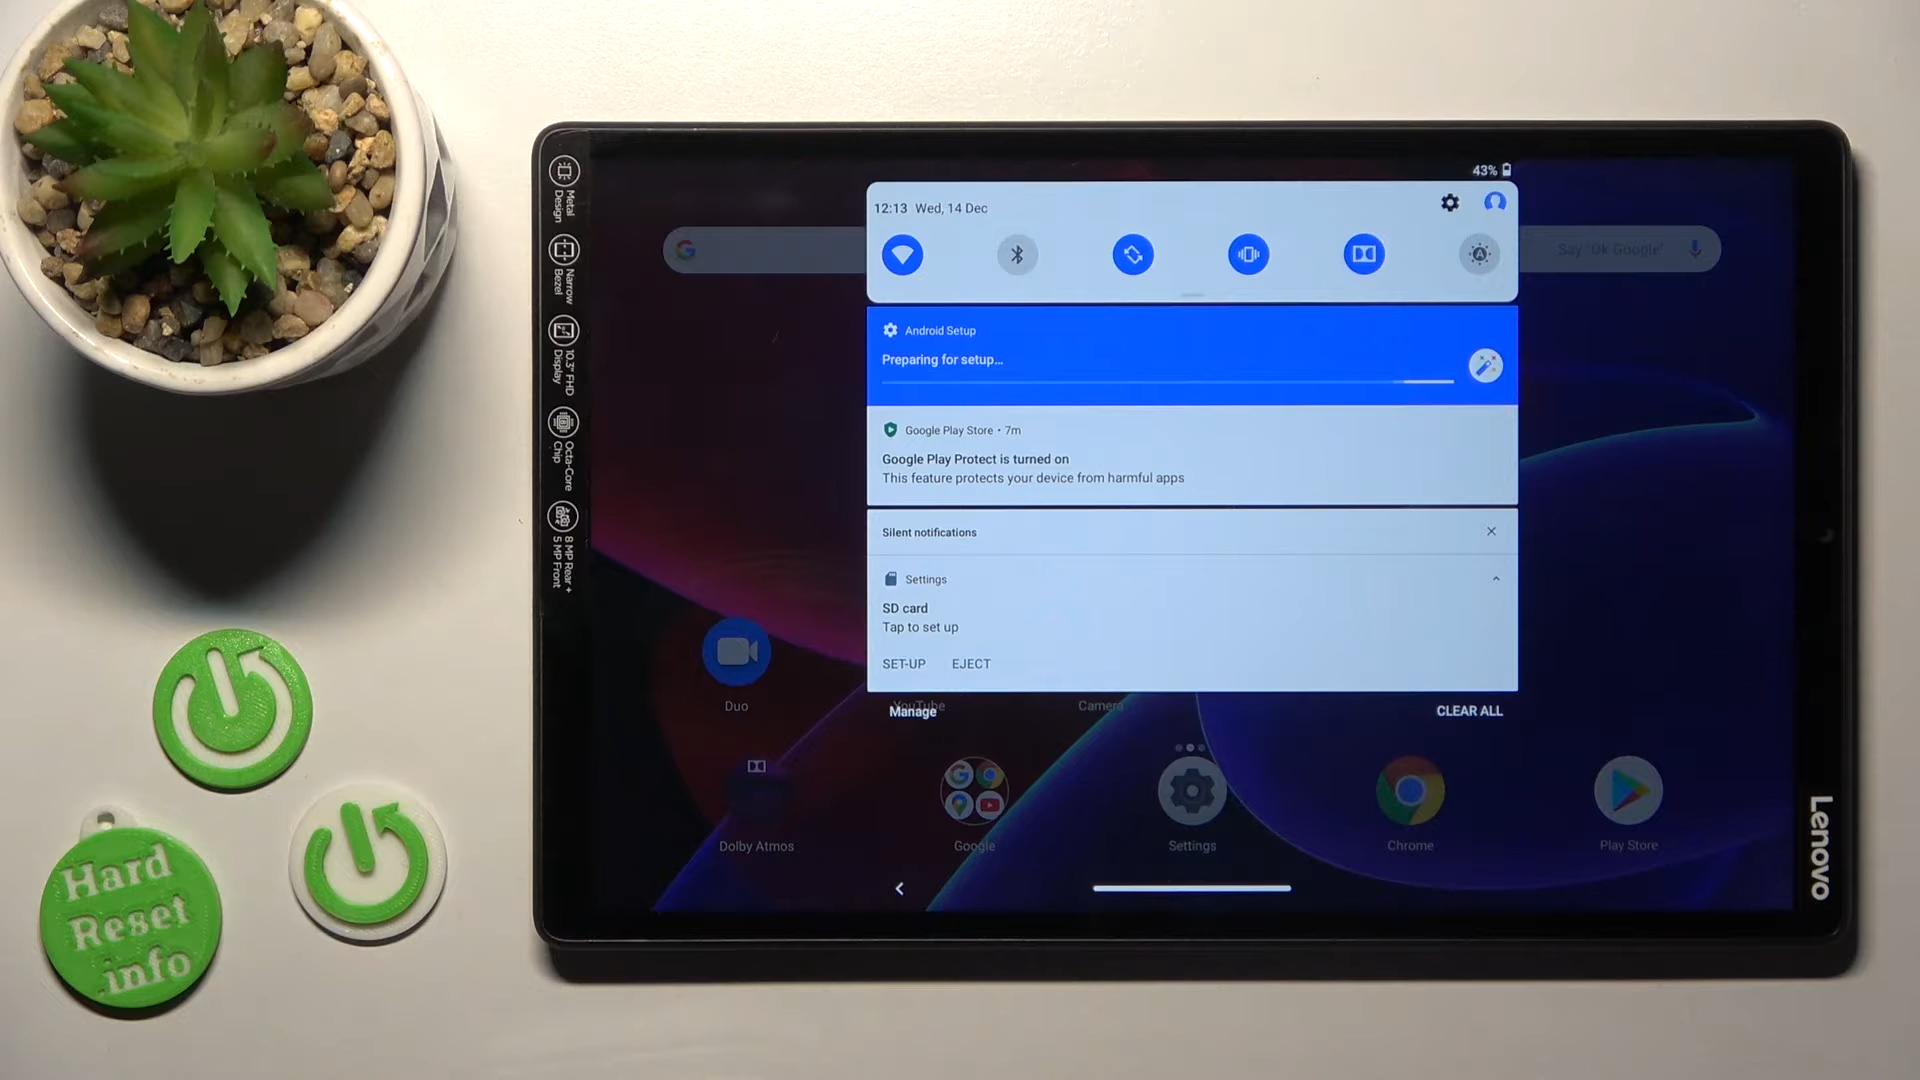 Metal
Design
Narrow
Bezel
10.3" FHD
Display
Octa-Core
Chip
8 MP Rear +
5 MP Front
43%
12:13 Wed, 14 Dec
Say "Ok Google"
Android Setup
Preparing for setup...
Google Play Store • 7m
Google Play Protect is turned on
This feature protects your device from harmful apps
Silent notifications
Settings
SD card
Tap to set up
SET-UP EJECT
Duo YouTube Camera
Manage CLEAR ALL
Dolby Atmos Google Settings Chrome Play Store
Lenovo
Hard
Reset
.info